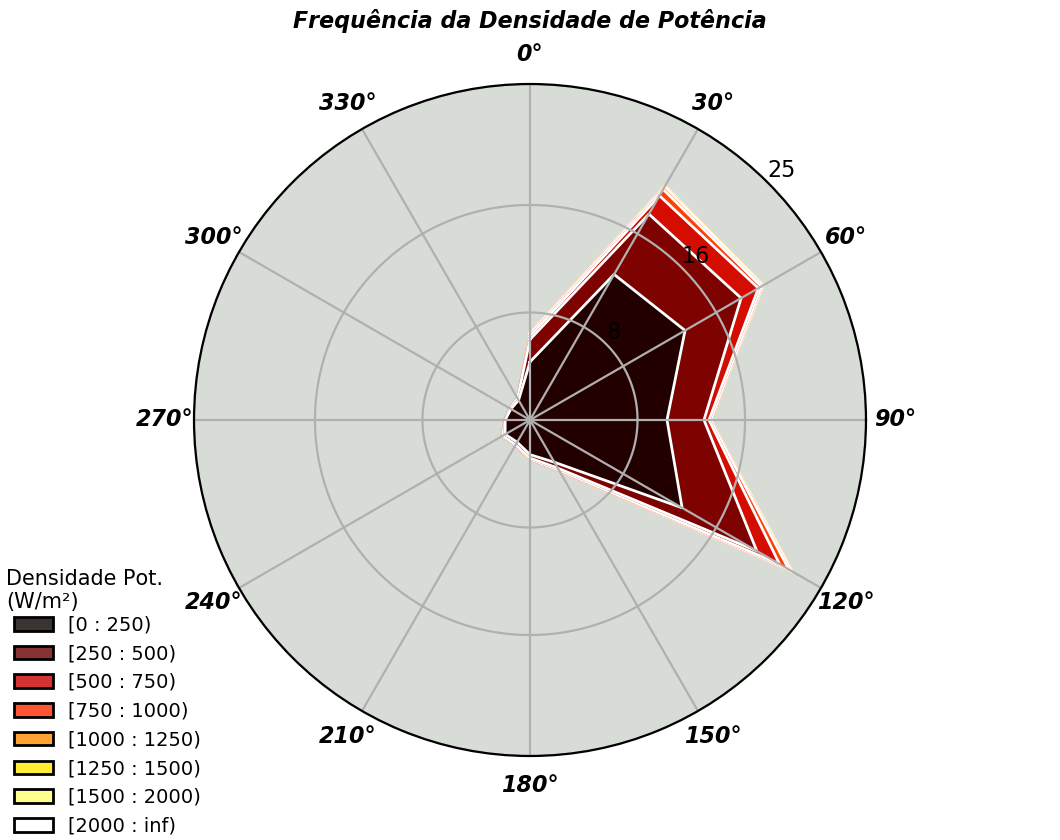 Frequência da Densidade de Potência
0°
330°
30°
25
300°
60°
16
8
270°
90°
Densidade Pot.
(W/m²)
240°
120°
[0 : 250)
[250 : 500)
[500 : 750)
[750 : 1000)
210°
150°
[1000 : 1250)
[1250 : 1500)
180°
[1500 : 2000)
[2000 : inf)